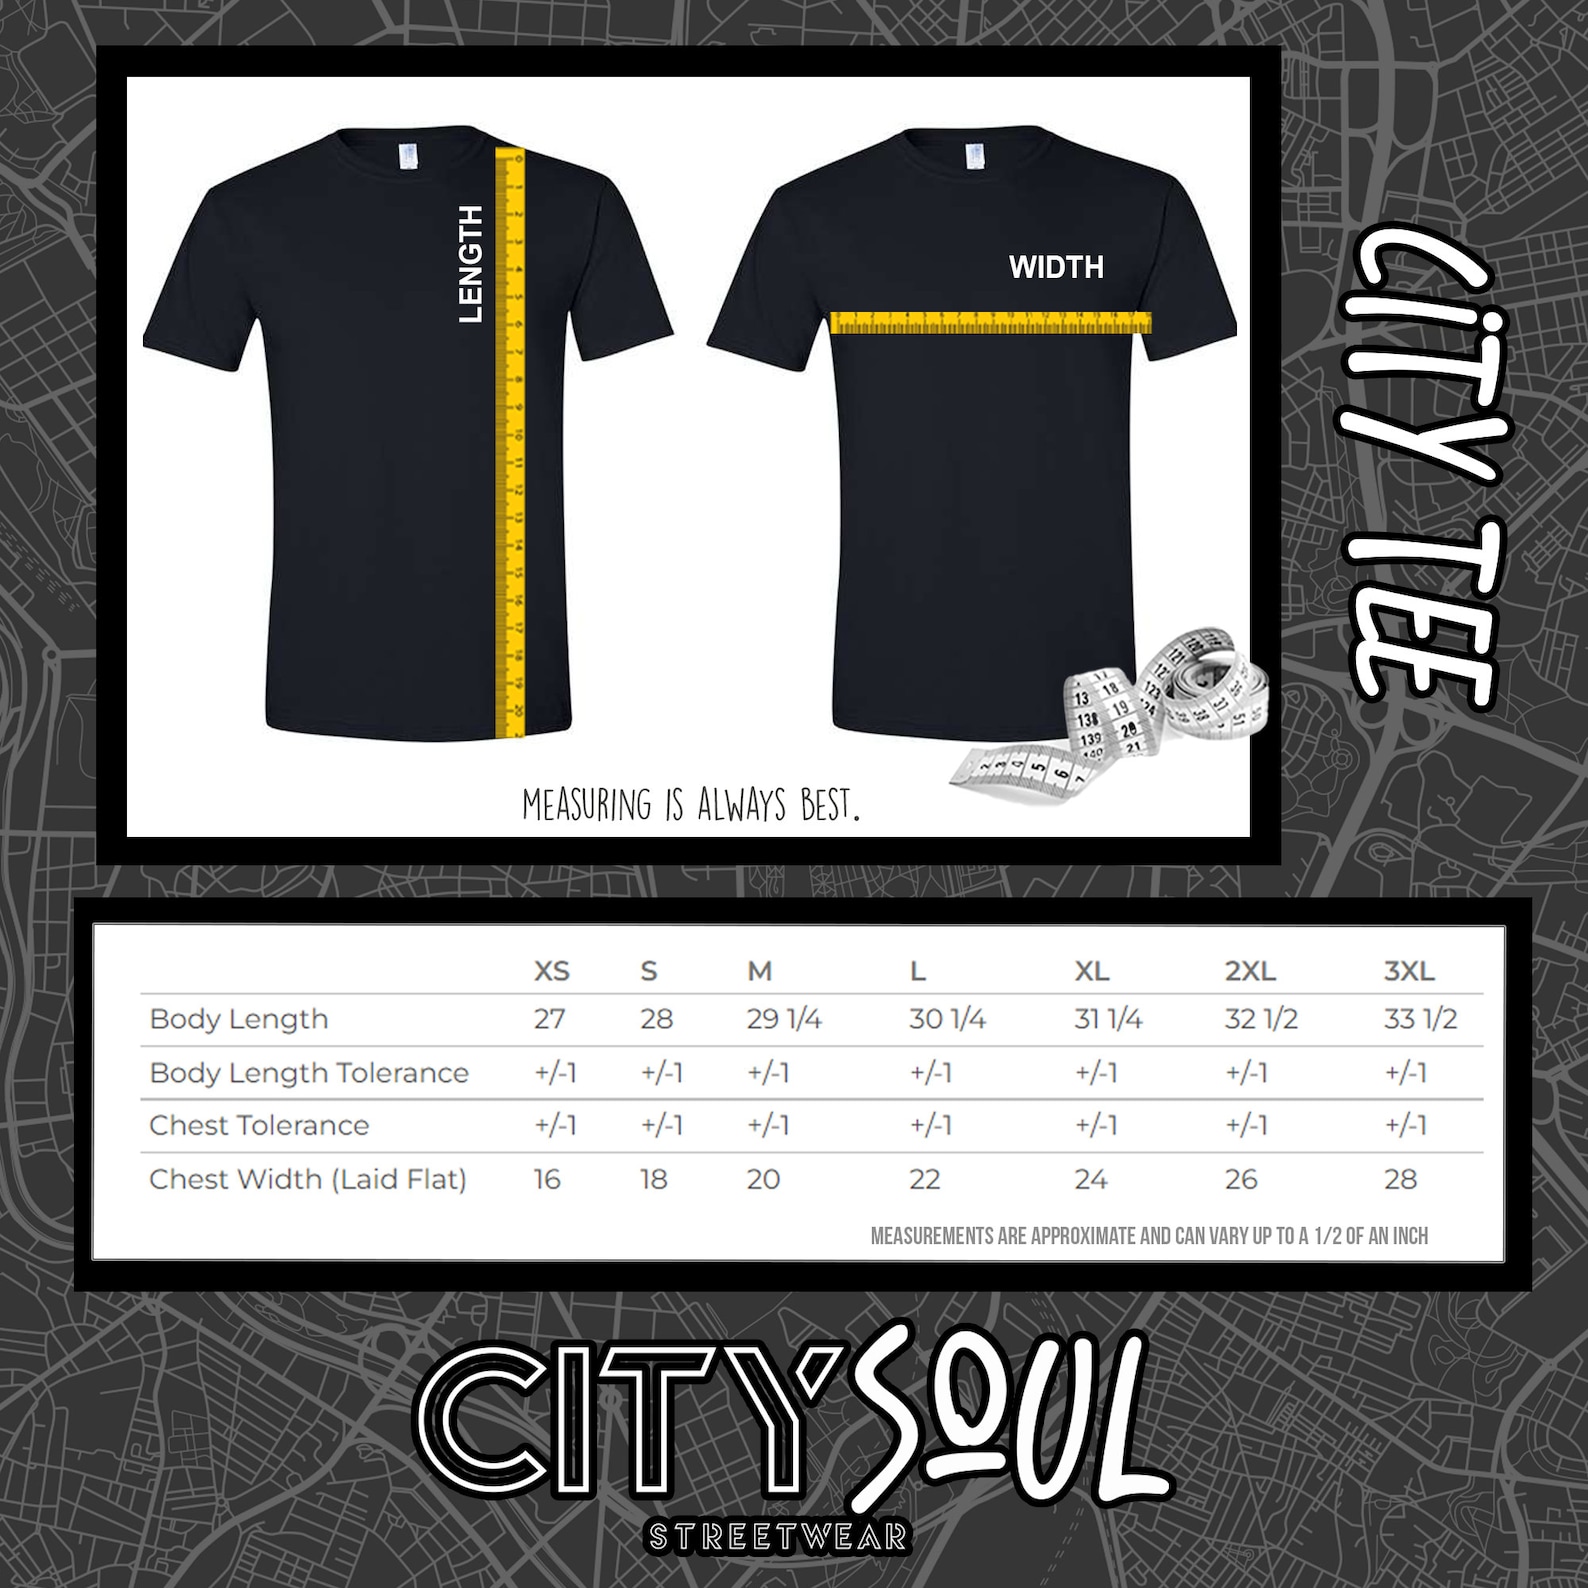 LENGTH
WIDTH
MEASURING IS ALWAYS BEST.
CITY TEE
XS S M L XL 2XL 3XL
Body Length 27 28 29 1/4 30 1/4 31 1/4 32 1/2 33 1/2
Body Length Tolerance +/-1 +/-1 +/-1 +/-1 +/-1 +/-1 +/-1
Chest Tolerance +/-1 +/-1 +/-1 +/-1 +/-1 +/-1 +/-1
Chest Width (Laid Flat) 16 18 20 22 24 26 28
MEASUREMENTS ARE APPROXIMATE AND CAN VARY UP TO A 1/2 OF AN INCH
CITY SOUL
STREETWEAR